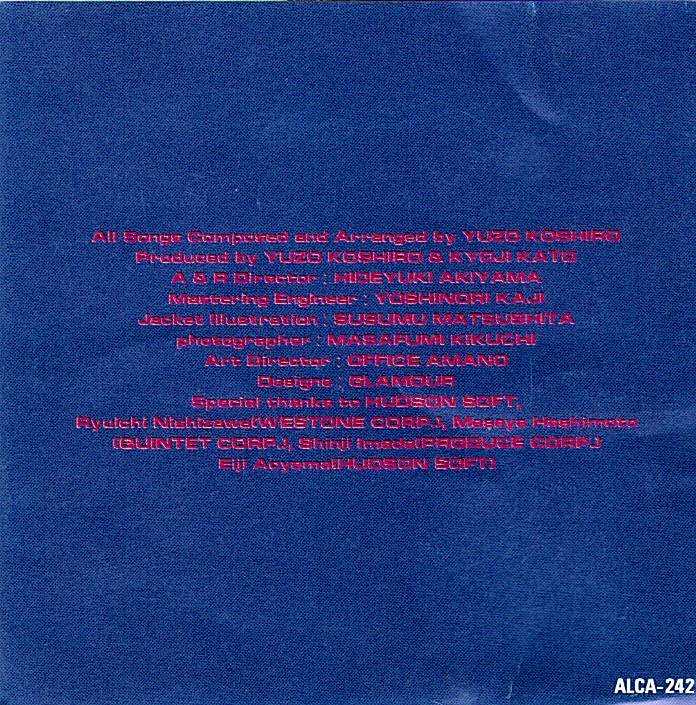 All Songs Composed and Arranged by YUZO KOSHIRO
Produced by YUZO KOSHIRO & KYOJI KATO
A & R Director : HIDEYUKI AKIYAMA
Mastering Engineer : YOSHINORI KAJI
Jacket Illustration : SUSUMU MATSUSHITA
photographer : MASAFUMI KIKUCHI
Art Director : OFFICE AMANO
Designs : GLAMOUR
Special thanks to HUDSON SOFT,
Ryuichi Nishizawa(WESTONE CORP.), Masaya Hashimoto
(QUINTET CORP.), Shinji Imada(PRODUCE CORP.)
Eiji Aoyama(HUDSON SOFT)
ALCA-242